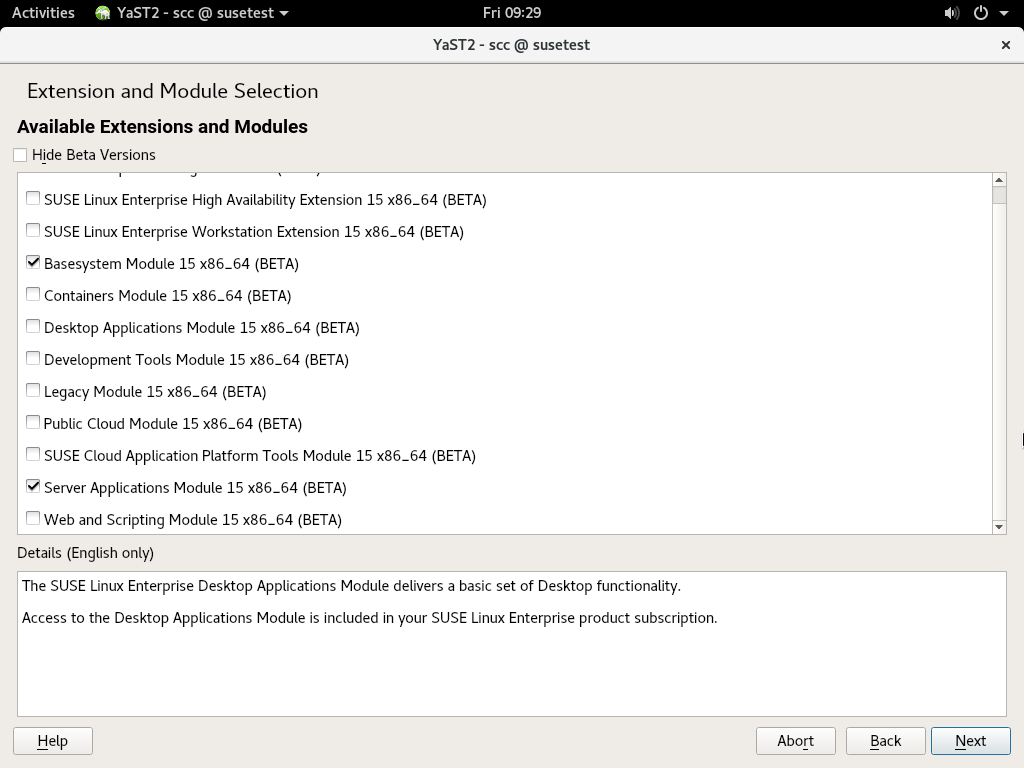 Activities YaST2 - scc @ susetest Fri 09:29
YaST2 - scc @ susetest
Extension and Module Selection
Available Extensions and Modules
Hide Beta Versions
SUSE Linux Enterprise High Availability Extension 15 x86_64 (BETA)
SUSE Linux Enterprise Workstation Extension 15 x86_64 (BETA)
Basesystem Module 15 x86_64 (BETA)
Containers Module 15 x86_64 (BETA)
Desktop Applications Module 15 x86_64 (BETA)
Development Tools Module 15 x86_64 (BETA)
Legacy Module 15 x86_64 (BETA)
Public Cloud Module 15 x86_64 (BETA)
SUSE Cloud Application Platform Tools Module 15 x86_64 (BETA)
Server Applications Module 15 x86_64 (BETA)
Web and Scripting Module 15 x86_64 (BETA)
Details (English only)
The SUSE Linux Enterprise Desktop Applications Module delivers a basic set of Desktop functionality.
Access to the Desktop Applications Module is included in your SUSE Linux Enterprise product subscription.
Help Abort Back Next